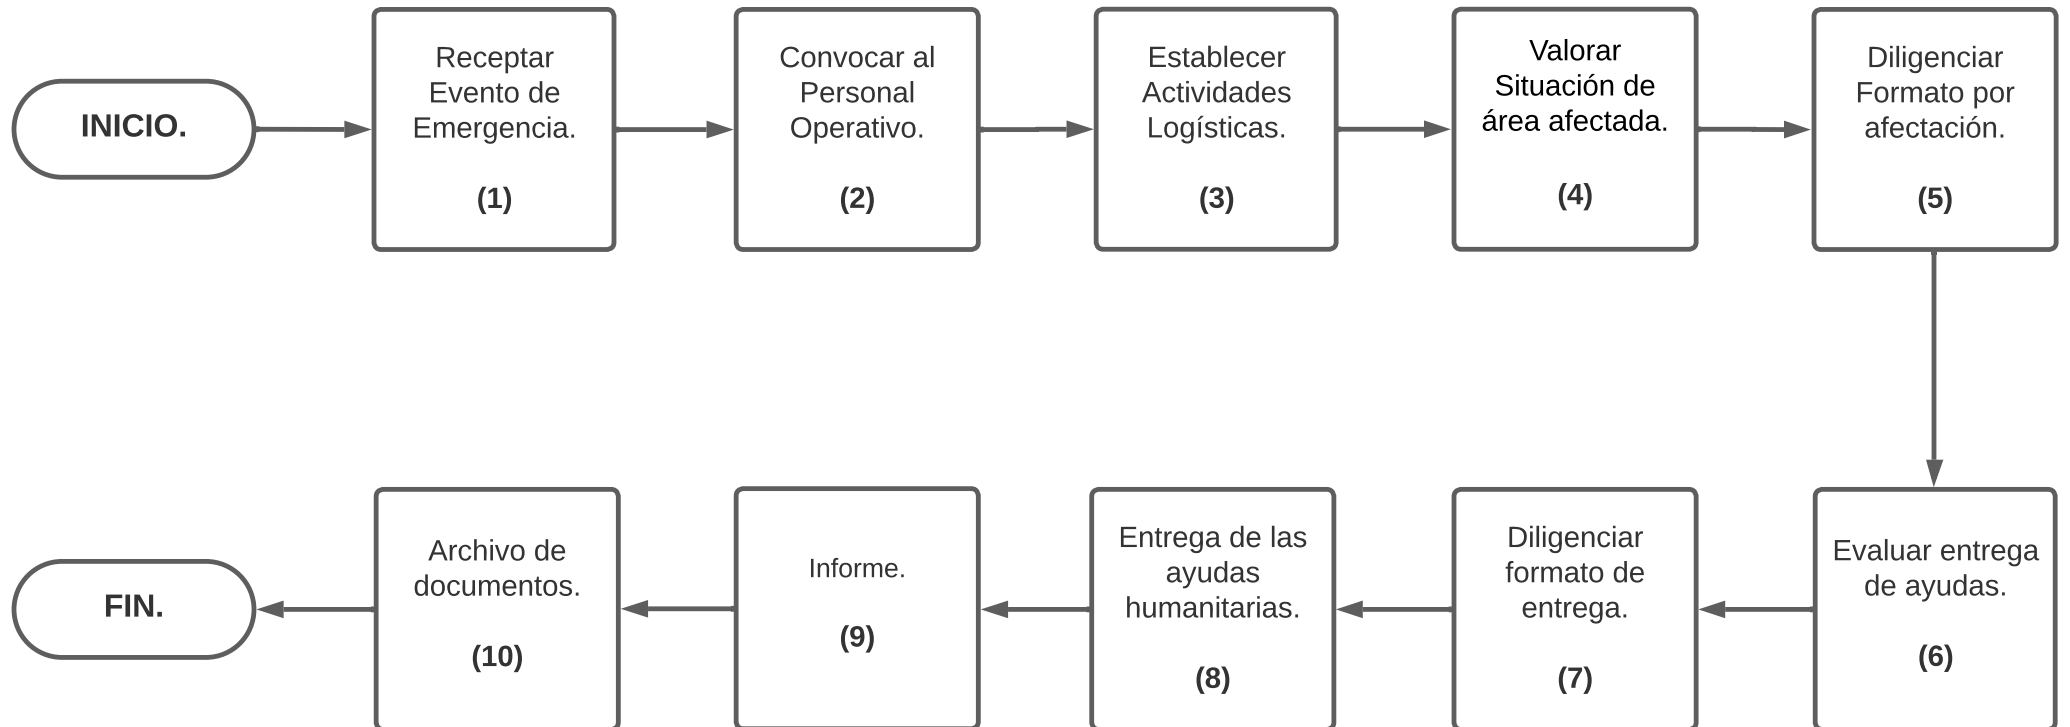 INICIO.
Receptar
Evento de
Emergencia.
(1)
Convocar al
Personal
Operativo.
(2)
Establecer
Actividades
Logísticas.
(3)
Valorar
Situación de
área afectada.
(4)
Diligenciar
Formato por
afectación.
(5)
Evaluar entrega
de ayudas.
(6)
Diligenciar
formato de
entrega.
(7)
Entrega de las
ayudas
humanitarias.
(8)
Informe.
(9)
Archivo de
documentos.
(10)
FIN.